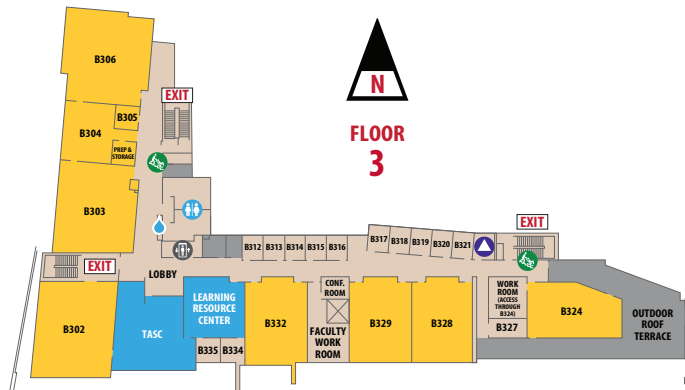 B306
EXIT
B305
B304
PREP &
STORAGE
B303
N
FLOOR
3
B312
B313
B314
B315
B316
B317
B318
B319
B320
B321
EXIT
EXIT
LOBBY
B302
TASC
LEARNING
RESOURCE
CENTER
B335
B334
B332
CONF.
ROOM
FACULTY
WORK
ROOM
B329
B328
WORK
ROOM
(ACCESS
THROUGH
B324)
B327
B324
OUTDOOR
ROOF
TERRACE